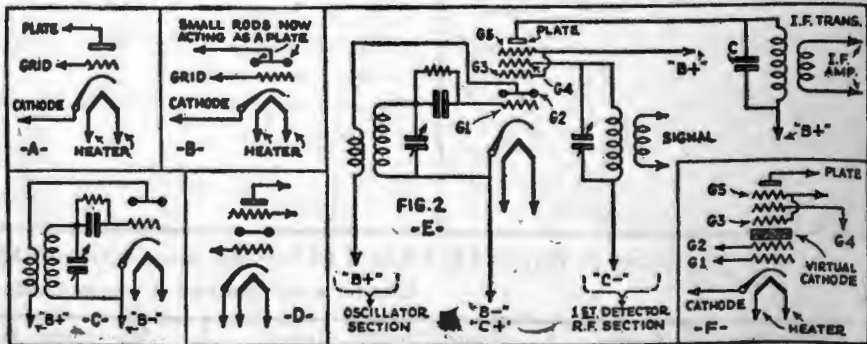 PLATE
GRID
CATHODE
-A-
HEATER
SMALL RODS NOW
ACTING AS A PLATE
GRID
CATHODE
-B-
HEATER
"B+"
-C-
"B-"
-D-
G5
PLATE
G3
G4
G1
G2
"B+"
C
I.F. TRANS.
I.F.
AMP.
"B+"
SIGNAL
FIG. 2
-E-
"B+"
OSCILLATOR
SECTION
"B-"
"C+"
"C-"
1ST. DETECTOR
R.F. SECTION
PLATE
G5
G3
G4
G2
G1
VIRTUAL
CATHODE
CATHODE
-F-
HEATER